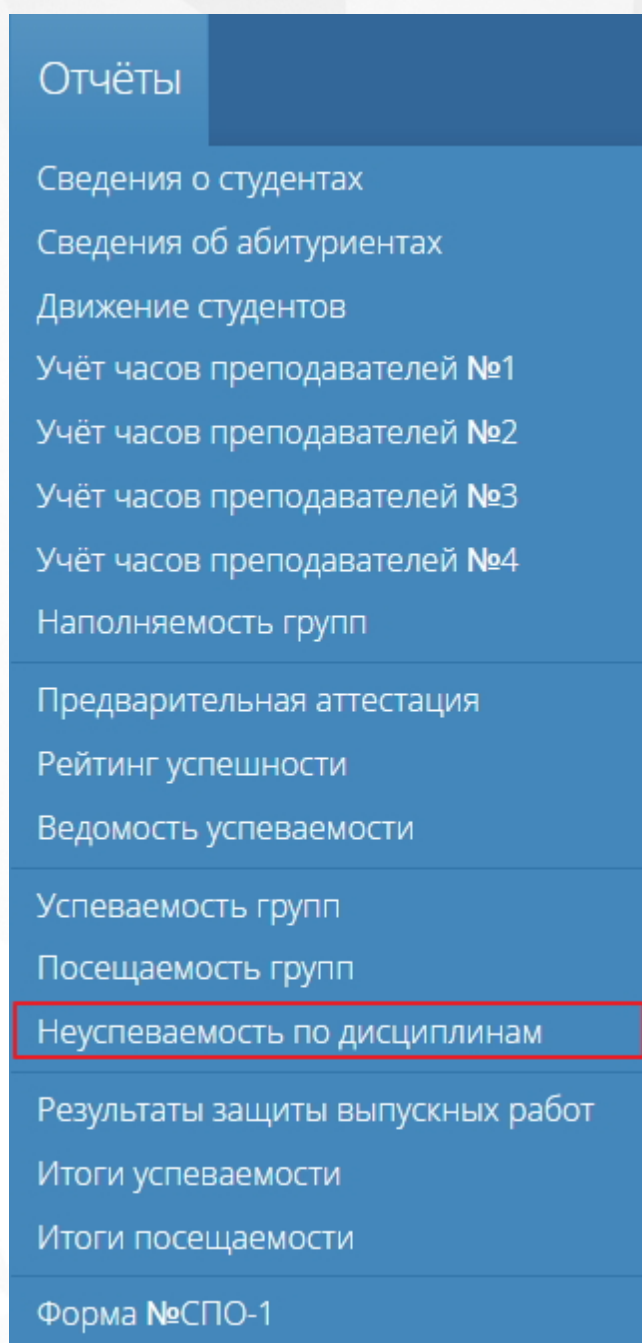 Отчёты
Сведения о студентах
Сведения об абитуриентах
Движение студентов
Учёт часов преподавателей №1
Учёт часов преподавателей №2
Учёт часов преподавателей №3
Учёт часов преподавателей №4
Наполняемость групп
Предварительная аттестация
Рейтинг успешности
Ведомость успеваемости
Успеваемость групп
Посещаемость групп
Неуспеваемость по дисциплинам
Результаты защиты выпускных работ
Итоги успеваемости
Итоги посещаемости
Форма №СПО-1